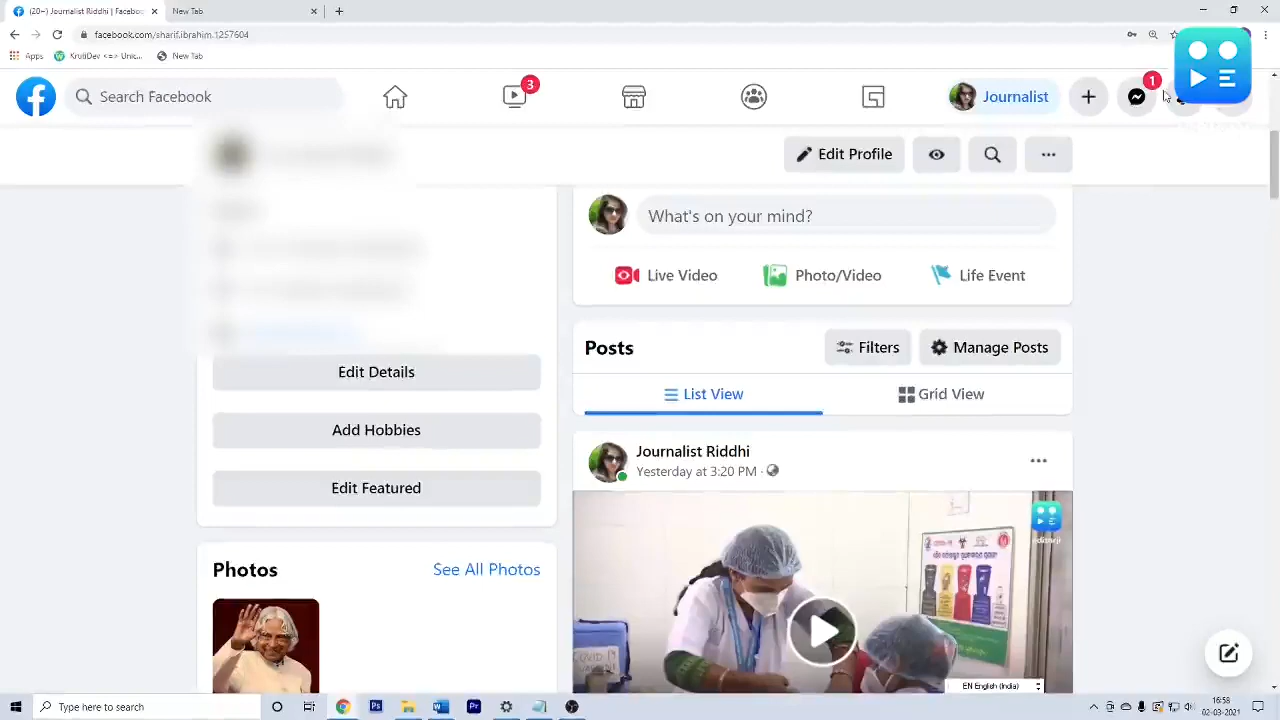 (20+) Journalist Riddhi | Facebo
New Tab
facebook.com/sharif.ibrahim.1257604
Apps
KrutiDev <=> Unic...
New Tab
Search Facebook
3
Journalist
1
Edit Profile
What's on your mind?
Live Video
Photo/Video
Life Event
Posts
Filters
Manage Posts
List View
Grid View
Edit Details
Add Hobbies
Edit Featured
Journalist Riddhi
Yesterday at 3:20 PM ·
Photos
See All Photos
EN English (India)
Type here to search
16:58
02-03-2021